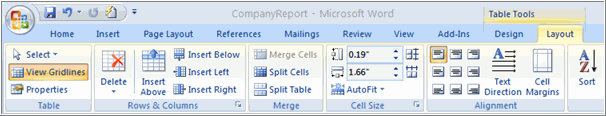 CompanyReport - Microsoft Word Table Tools
Home Insert Page Layout References Mailings Review View Add-Ins Design Layout
Select
View Gridlines
Properties
Table
Delete
Insert Above
Insert Below
Insert Left
Insert Right
Rows & Columns
Merge Cells
Split Cells
Split Table
Merge
0.19"
1.66"
AutoFit
Cell Size
Text Direction
Cell Margins
Alignment
Sort